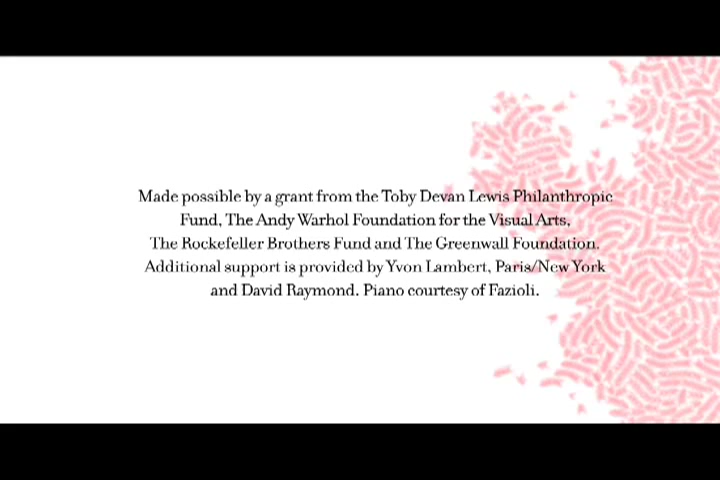 Made possible by a grant from the Toby Devan Lewis Philanthropic
Fund, The Andy Warhol Foundation for the Visual Arts,
The Rockefeller Brothers Fund and The Greenwall Foundation.
Additional support is provided by Yvon Lambert, Paris/New York
and David Raymond. Piano courtesy of Fazioli.